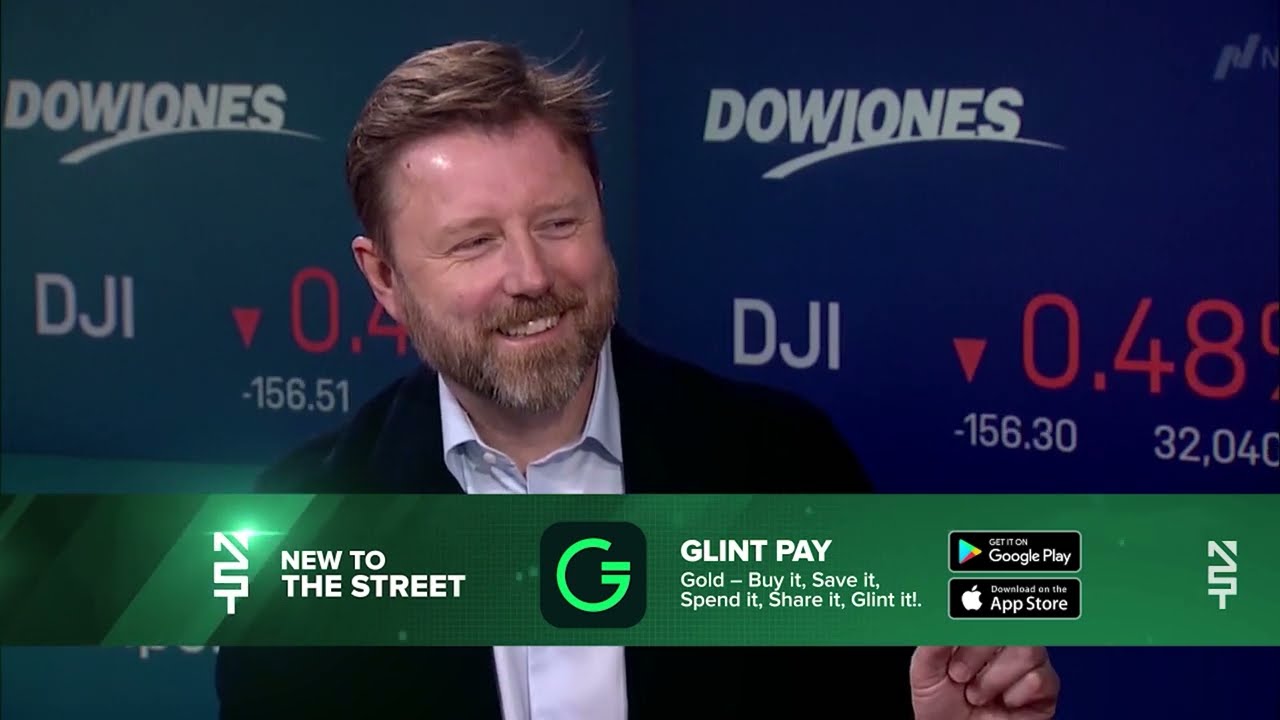 DOWJONES
DOWJONES
N
DJI
▼ 0.4
-156.51
DJI
▼ 0.48%
-156.30
32,040
NST
NEW TO
THE STREET
G
GLINT PAY
Gold – Buy it, Save it,
Spend it, Share it, Glint it!.
GET IT ON
Google Play
Download on the
App Store
NST